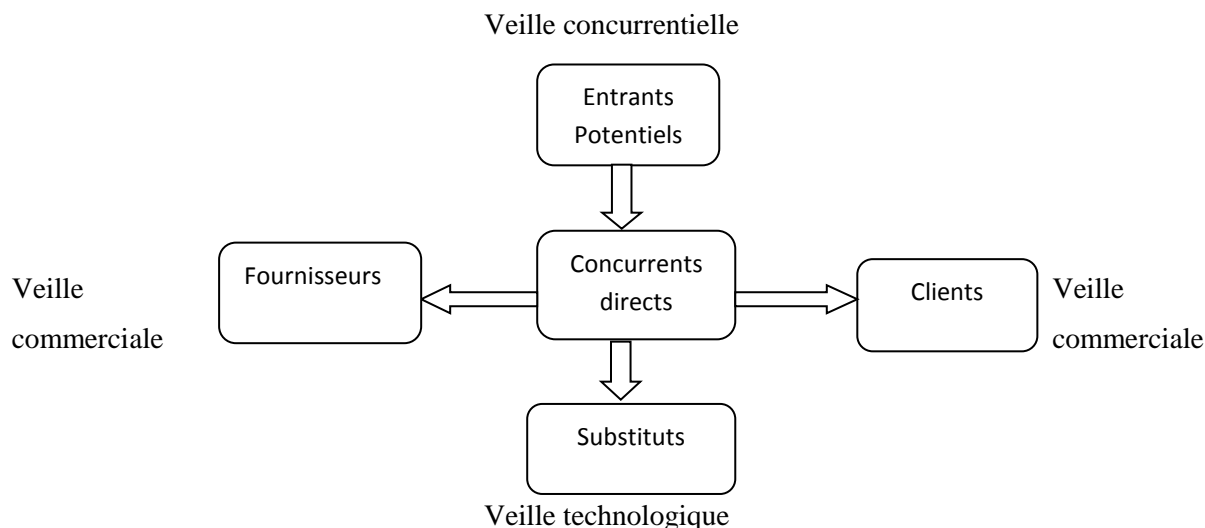 Veille concurrentielle
Entrants
Potentiels
Fournisseurs
Concurrents
directs
Clients
Veille
commerciale
Veille
commerciale
Substituts
Veille technologique